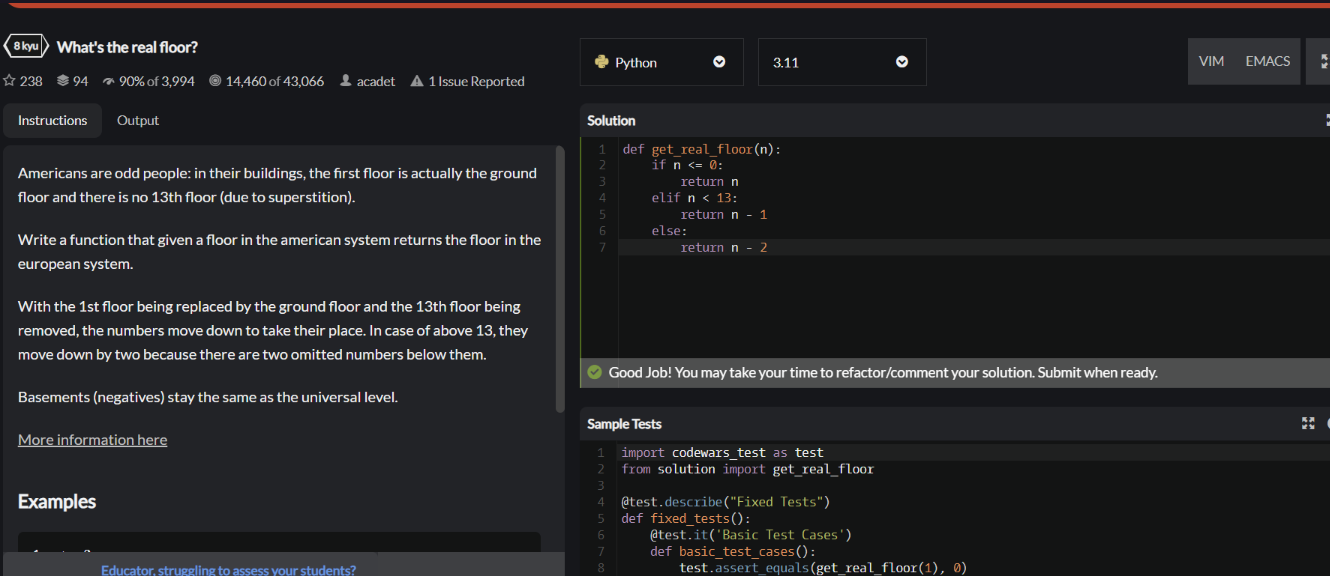 8 kyu What's the real floor?
238 94 90% of 3,994 14,460 of 43,066 acadet 1 Issue Reported
Instructions Output
Americans are odd people: in their buildings, the first floor is actually the ground
floor and there is no 13th floor (due to superstition).
Write a function that given a floor in the american system returns the floor in the
european system.
With the 1st floor being replaced by the ground floor and the 13th floor being
removed, the numbers move down to take their place. In case of above 13, they
move down by two because there are two omitted numbers below them.
Basements (negatives) stay the same as the universal level.
More information here
Examples
Educator, struggling to assess your students?
Python 3.11 VIM EMACS
Solution
1 def get_real_floor(n):
2     if n <= 0:
3         return n
4     elif n < 13:
5         return n - 1
6     else:
7         return n - 2
Good Job! You may take your time to refactor/comment your solution. Submit when ready.
Sample Tests
1 import codewars_test as test
2 from solution import get_real_floor
3
4 @test.describe("Fixed Tests")
5 def fixed_tests():
6     @test.it('Basic Test Cases')
7     def basic_test_cases():
8         test.assert_equals(get_real_floor(1), 0)